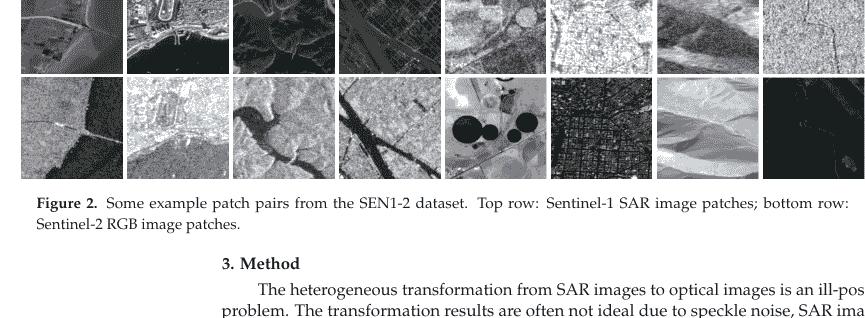 Figure 2. Some example patch pairs from the SEN1-2 dataset. Top row: Sentinel-1 SAR image patches; bottom row:
Sentinel-2 RGB image patches.
3. Method
The heterogeneous transformation from SAR images to optical images is an ill-pos
problem. The transformation results are often not ideal due to speckle noise, SAR ima